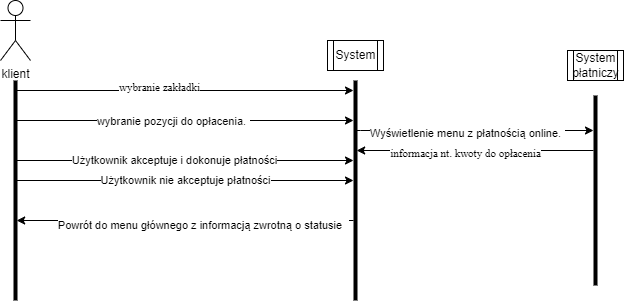 System
System
płatniczy
klient
wybranie zakładki
wybranie pozycji do opłacenia.
Wyświetlenie menu z płatnością online.
informacja nt. kwoty do opłacenia
Użytkownik akceptuje i dokonuje płatności
Użytkownik nie akceptuje płatności
Powrót do menu głównego z informacją zwrotną o statusie